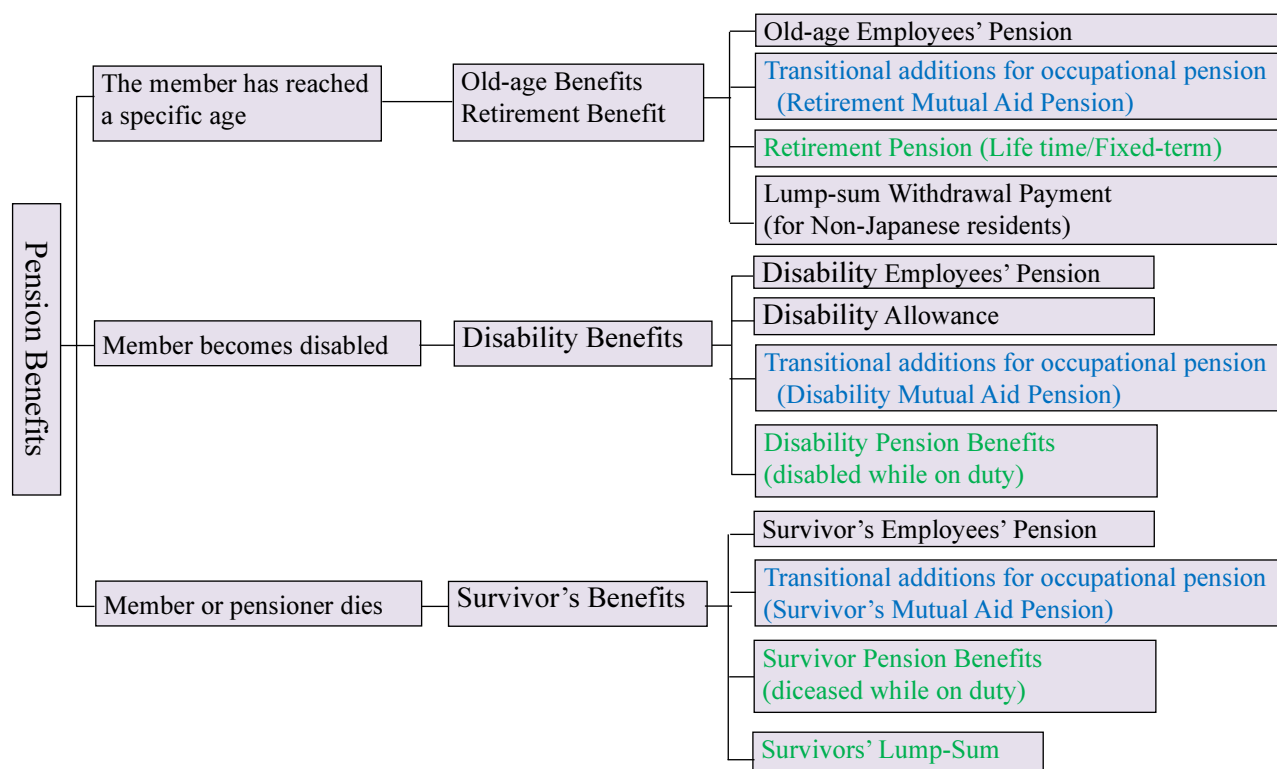 Pension Benefits
The member has reached
a specific age
Old-age Benefits
Retirement Benefit
Old-age Employees’ Pension
Transitional additions for occupational pension
(Retirement Mutual Aid Pension)
Retirement Pension (Life time/Fixed-term)
Lump-sum Withdrawal Payment
(for Non-Japanese residents)
Member becomes disabled
Disability Benefits
Disability Employees’ Pension
Disability Allowance
Transitional additions for occupational pension
(Disability Mutual Aid Pension)
Disability Pension Benefits
(disabled while on duty)
Member or pensioner dies
Survivor’s Benefits
Survivor’s Employees’ Pension
Transitional additions for occupational pension
(Survivor’s Mutual Aid Pension)
Survivor Pension Benefits
(diceased while on duty)
Survivors’ Lump-Sum